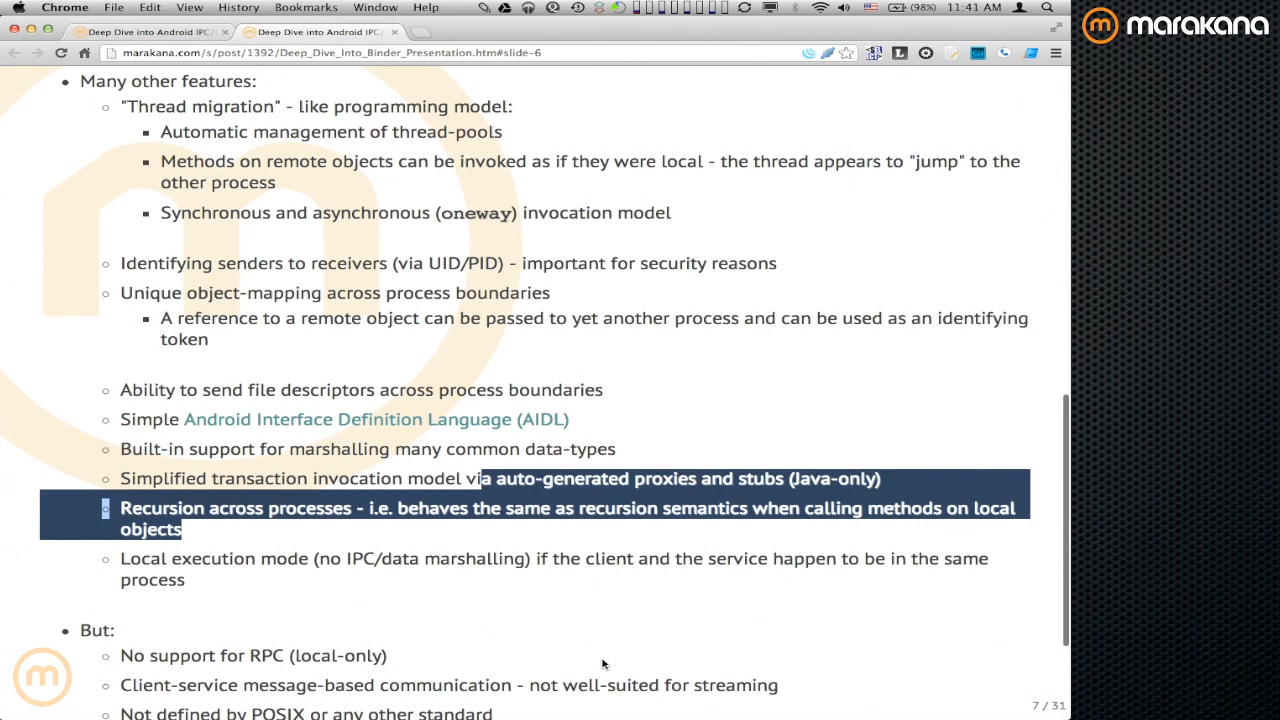 Chrome File Edit View History Bookmarks Window Help (98%) 11:41 AM
marakana
Deep Dive into Android IPC/ Deep Dive into Android IPC/
marakana.com/s/post/1392/Deep_Dive_Into_Binder_Presentation.htm#slide-6
• Many other features:
"Thread migration" - like programming model:
Automatic management of thread-pools
Methods on remote objects can be invoked as if they were local - the thread appears to "jump" to the
other process
Synchronous and asynchronous (oneway) invocation model
Identifying senders to receivers (via UID/PID) - important for security reasons
Unique object-mapping across process boundaries
A reference to a remote object can be passed to yet another process and can be used as an identifying
token
Ability to send file descriptors across process boundaries
Simple Android Interface Definition Language (AIDL)
Built-in support for marshalling many common data-types
Simplified transaction invocation model via auto-generated proxies and stubs (Java-only)
Recursion across processes - i.e. behaves the same as recursion semantics when calling methods on local
objects
Local execution mode (no IPC/data marshalling) if the client and the service happen to be in the same
process
• But:
No support for RPC (local-only)
Client-service message-based communication - not well-suited for streaming
Not defined by POSIX or any other standard
7 / 31